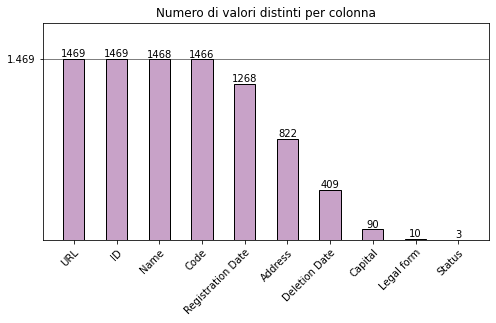 Numero di valori distinti per colonna
1.469
1469
1469
1468
1466
1268
822
409
90
10
3
URL
ID
Name
Code
Registration Date
Address
Deletion Date
Capital
Legal form
Status